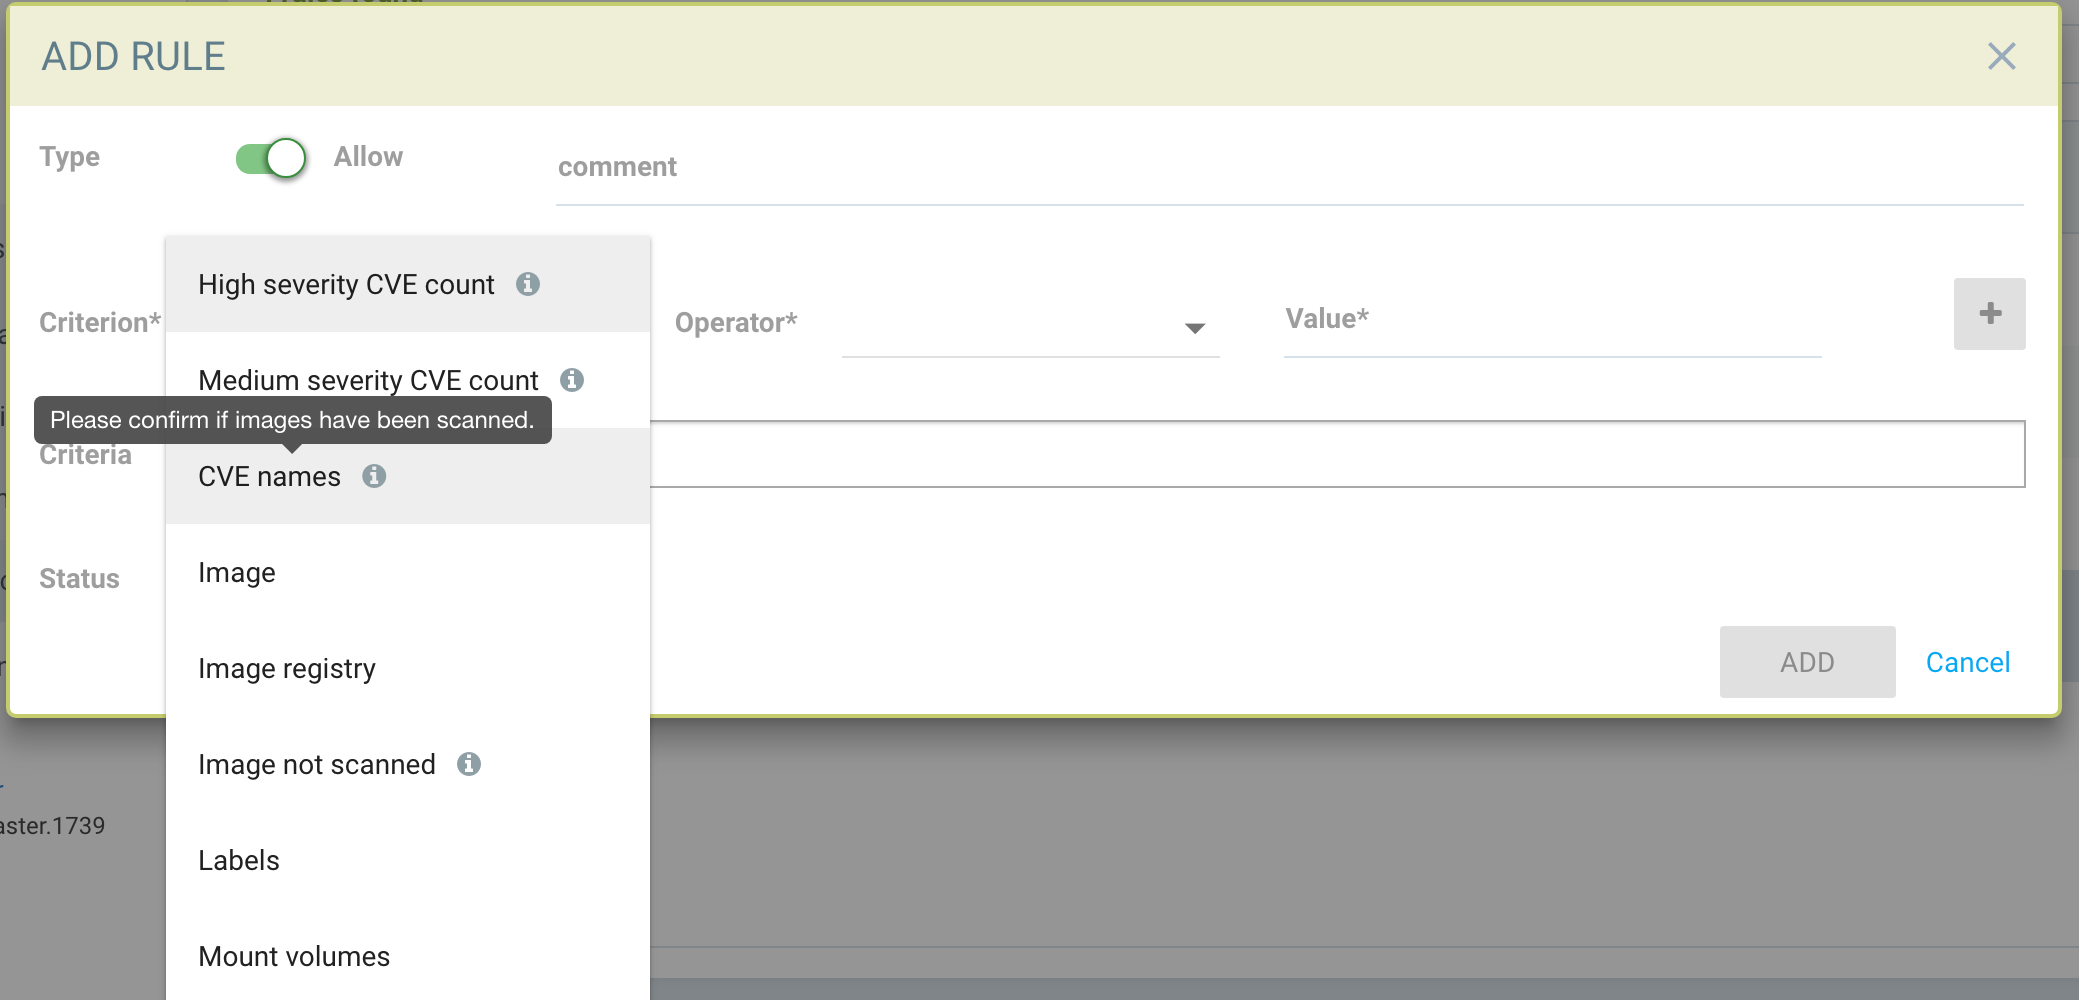 ADD RULE
Type
Allow
comment
High severity CVE count
Criterion*
Operator*
Value*
Medium severity CVE count
Please confirm if images have been scanned.
Criteria
CVE names
Image
Status
Image registry
ADD
Cancel
Image not scanned
aster.1739
Labels
Mount volumes